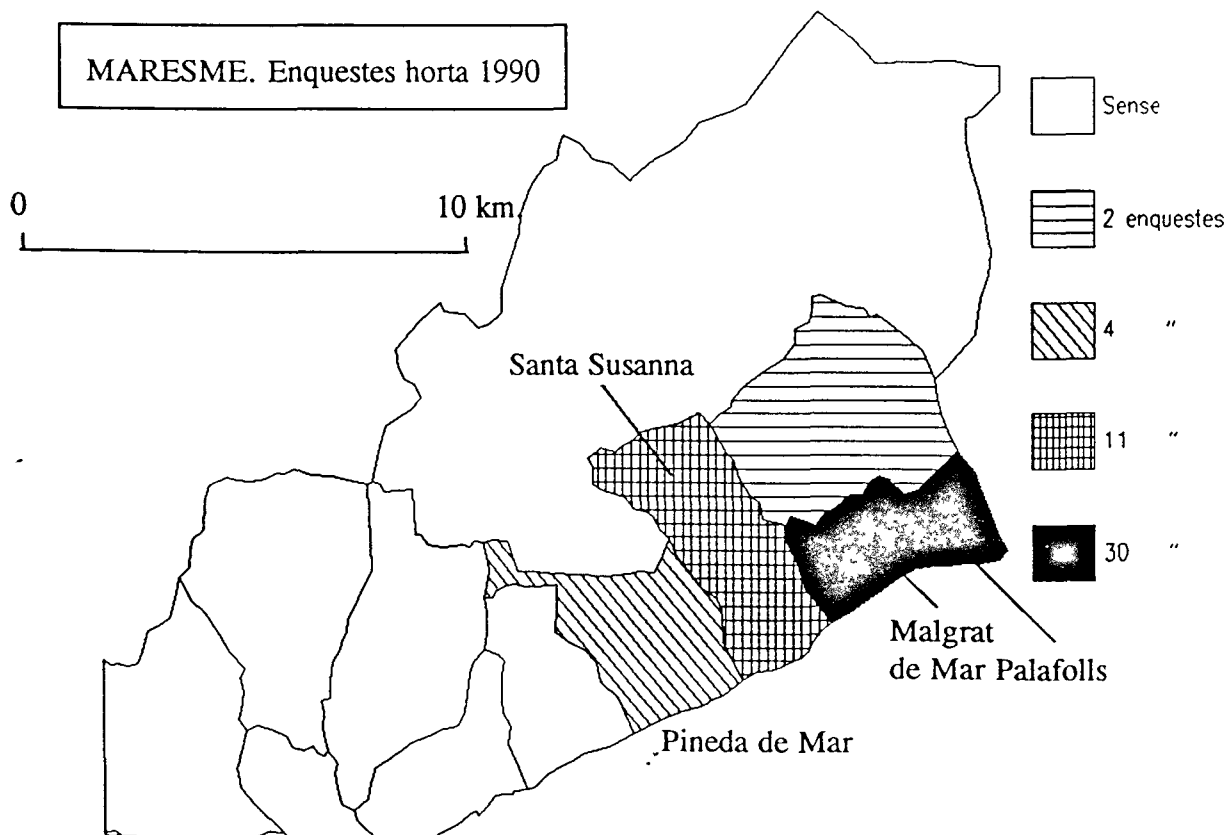 MARESME. Enquestes horta 1990
0
10 km.
Sense
2 enquestes
4 "
11 "
30 "
Santa Susanna
Malgrat
de Mar Palafolls
Pineda de Mar